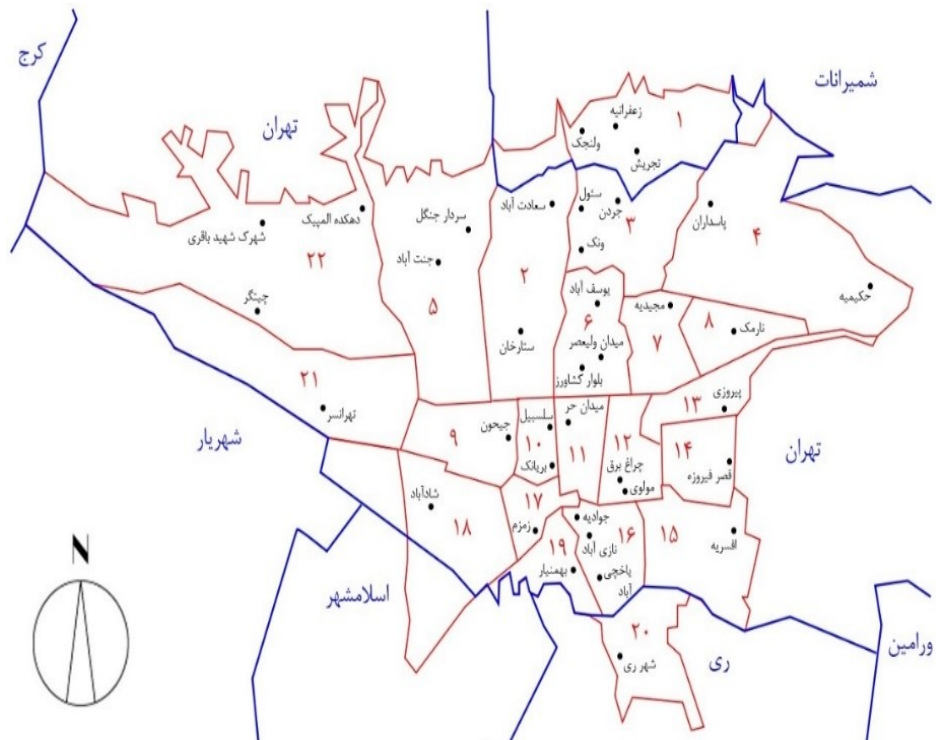 کرج
شمیرانات
تهران
زعفرانیه
۱
ولنجک
تجریش
سئول
جردن
سعادت آباد
پاسداران
دهکده المپیک
سردار جنگل
شهرک شهید باقری
۳
۴
ونک
۲۲
جنت آباد
۲
حکیمیه
یوسف آباد
چیتگر
۵
مجیدیه
۶
۸
نارمک
ستارخان
میدان ولیعصر
۷
بلوار کشاورز
۲۱
پیروزی
۱۳
تهرانسر
میدان حر
سلسبیل
جیحون
۹
۱۰
۱۱
۱۲
۱۴
شهریار
تهران
چراغ برق
بریانک
قصر فیروزه
مولوی
شادآباد
۱۷
جوادیه
۱۸
زمزم
۱۶
۱۵
افسریه
نازی آباد
۱۹
N
بهمنیار
یاخچی
آباد
اسلامشهر
۲۰
ورامین
شهر ری
ری